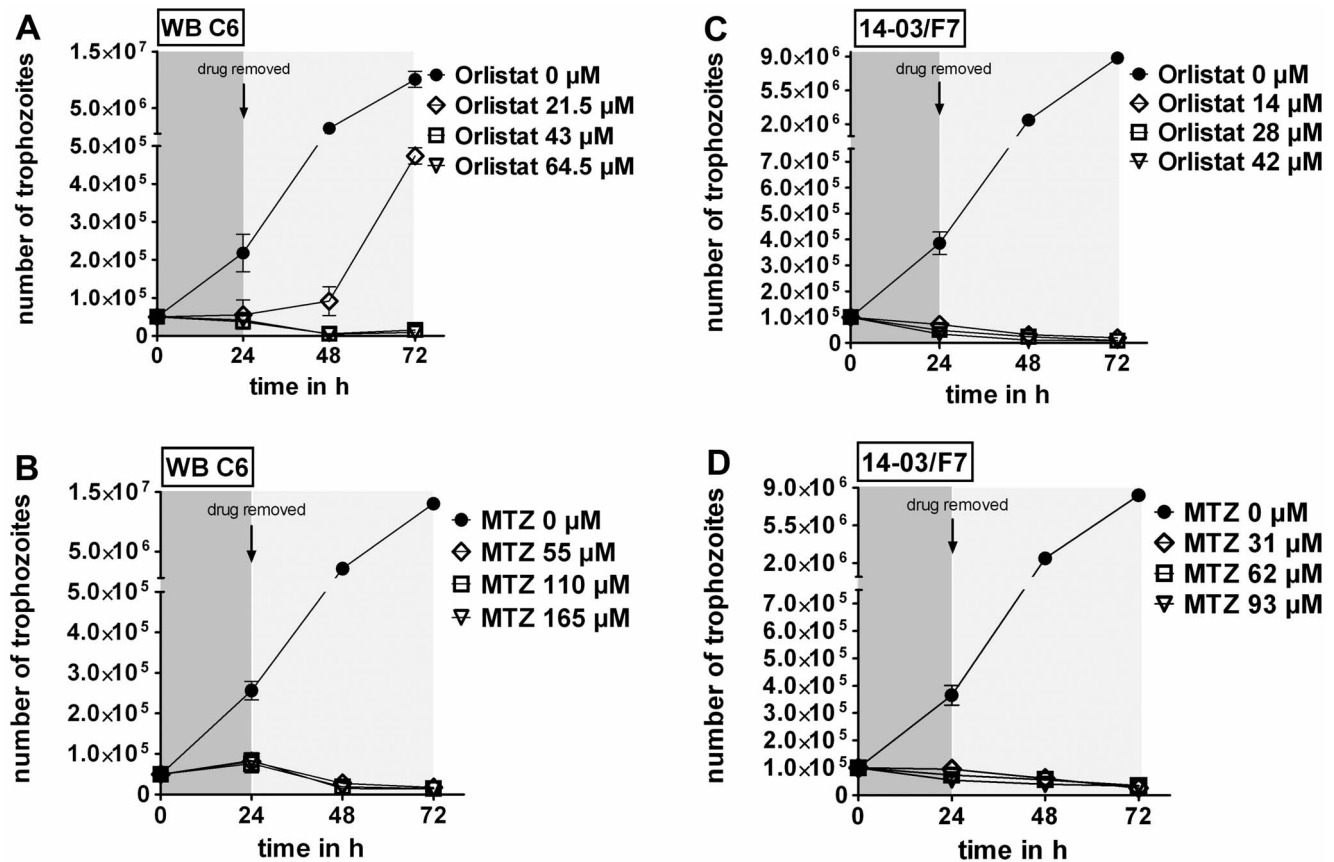 A
WB C6
number of trophozoites
1.5×10⁷
5.0×10⁶
5.0×10⁵
4.0×10⁵
3.0×10⁵
2.0×10⁵
1.0×10⁵
0
drug removed
0 24 48 72
time in h
Orlistat 0 µM
Orlistat 21.5 µM
Orlistat 43 µM
Orlistat 64.5 µM
C
14-03/F7
number of trophozoites
9.0×10⁶
5.5×10⁶
2.0×10⁶
7.0×10⁵
6.0×10⁵
5.0×10⁵
4.0×10⁵
3.0×10⁵
2.0×10⁵
1.0×10⁵
0
drug removed
0 24 48 72
time in h
Orlistat 0 µM
Orlistat 14 µM
Orlistat 28 µM
Orlistat 42 µM
B
WB C6
number of trophozoites
1.5×10⁷
5.0×10⁶
5.0×10⁵
4.0×10⁵
3.0×10⁵
2.0×10⁵
1.0×10⁵
0
drug removed
0 24 48 72
time in h
MTZ 0 µM
MTZ 55 µM
MTZ 110 µM
MTZ 165 µM
D
14-03/F7
number of trophozoites
9.0×10⁶
5.5×10⁶
2.0×10⁶
7.0×10⁵
6.0×10⁵
5.0×10⁵
4.0×10⁵
3.0×10⁵
2.0×10⁵
1.0×10⁵
0
drug removed
0 24 48 72
time in h
MTZ 0 µM
MTZ 31 µM
MTZ 62 µM
MTZ 93 µM